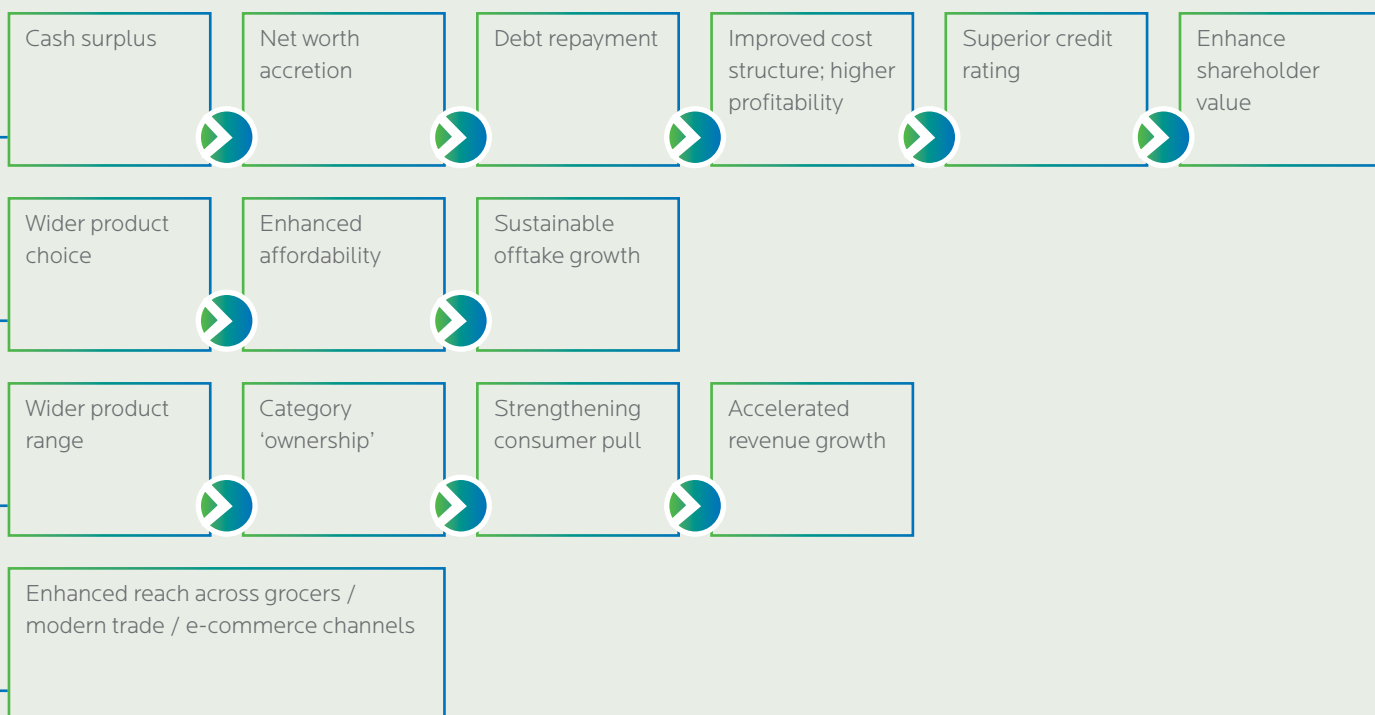 Cash surplus
Net worth
accretion
Debt repayment
Improved cost
structure; higher
profitability
Superior credit
rating
Enhance
shareholder
value
Wider product
choice
Enhanced
affordability
Sustainable
offtake growth
Wider product
range
Category
‘ownership’
Strengthening
consumer pull
Accelerated
revenue growth
Enhanced reach across grocers /
modern trade / e-commerce channels